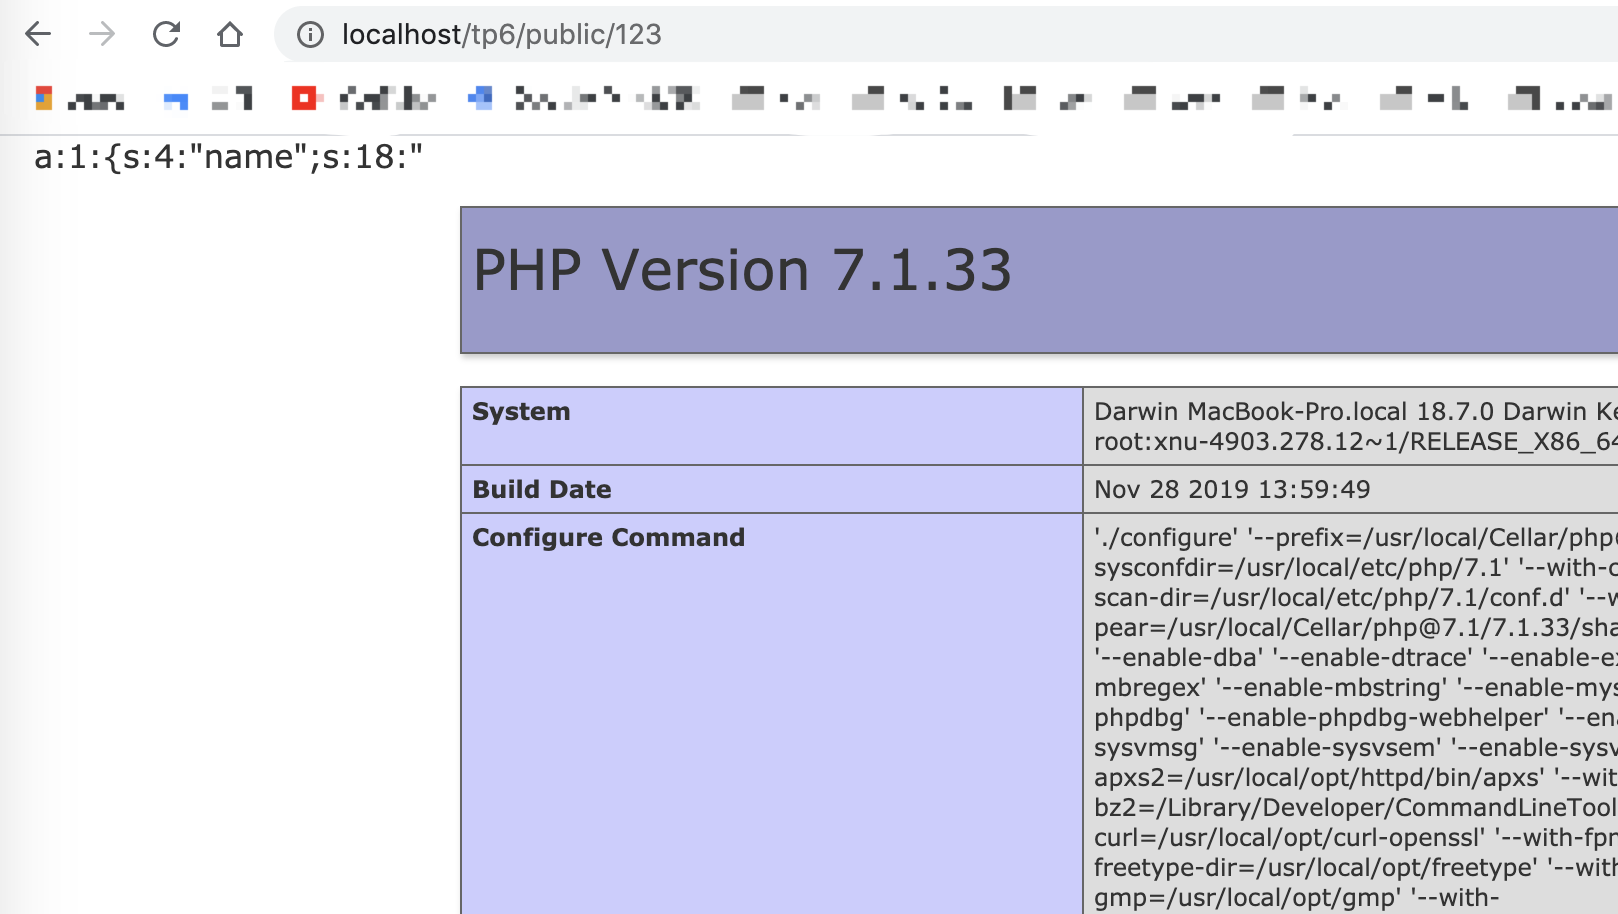 localhost/tp6/public/123
a:1:{s:4:"name";s:18:"
PHP Version 7.1.33
System
Darwin MacBook-Pro.local 18.7.0 Darwin
root:xnu-4903.278.12~1/RELEASE_X86_64
Build Date
Nov 28 2019 13:59:49
Configure Command
'./configure' '--prefix=/usr/local/Cellar/php
sysconfdir=/usr/local/etc/php/7.1' '--with-c
scan-dir=/usr/local/etc/php/7.1/conf.d' '--w
pear=/usr/local/Cellar/php@7.1/7.1.33/sha
'--enable-dba' '--enable-dtrace' '--enable-ex
mbregex' '--enable-mbstring' '--enable-mys
phpdbg' '--enable-phpdbg-webhelper' '--ena
sysvmsg' '--enable-sysvsem' '--enable-sysv
apxs2=/usr/local/opt/httpd/bin/apxs' '--wit
bz2=/Library/Developer/CommandLineTool
curl=/usr/local/opt/curl-openssl' '--with-fpm
freetype-dir=/usr/local/opt/freetype' '--with
gmp=/usr/local/opt/gmp' '--with-